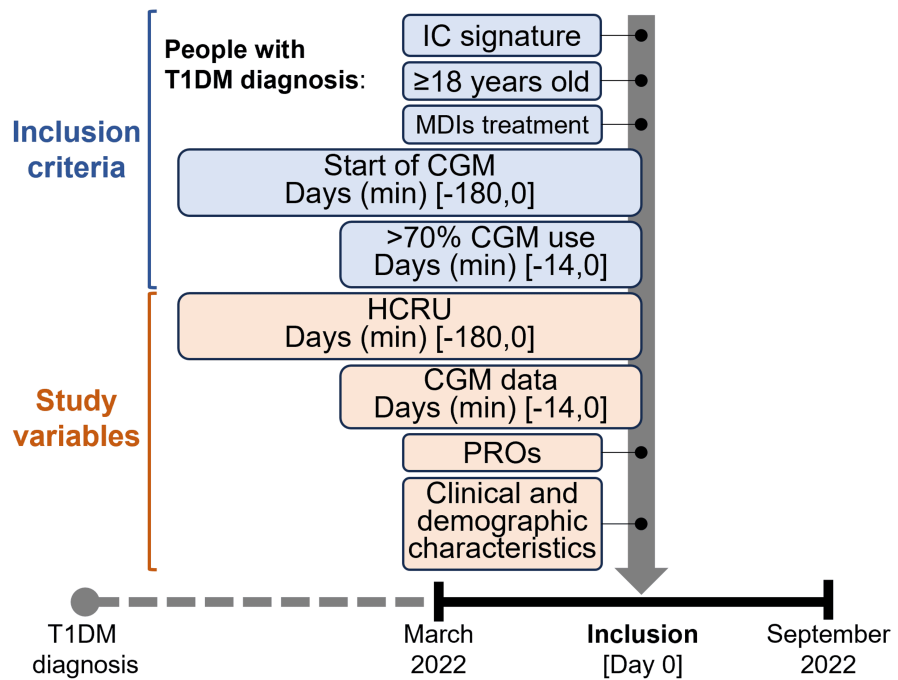 People with
T1DM diagnosis:
IC signature
≥18 years old
MDIs treatment
Inclusion
criteria
Start of CGM
Days (min) [-180,0]
>70% CGM use
Days (min) [-14,0]
HCRU
Days (min) [-180,0]
Study
variables
CGM data
Days (min) [-14,0]
PROs
Clinical and
demographic
characteristics
T1DM
diagnosis
March
2022
Inclusion
[Day 0]
September
2022